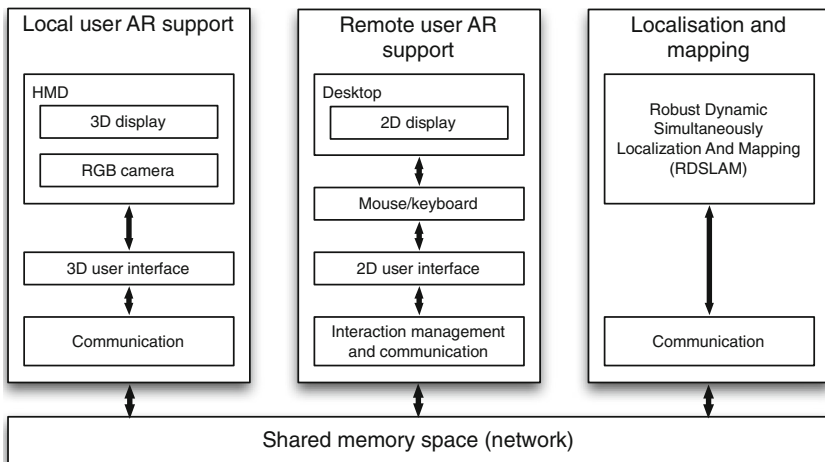 Local user AR support
HMD
3D display
RGB camera
3D user interface
Communication
Remote user AR
support
Desktop
2D display
Mouse/keyboard
2D user interface
Interaction management
and communication
Localisation and
mapping
Robust Dynamic
Simultaneously
Localization And Mapping
(RDSLAM)
Communication
Shared memory space (network)